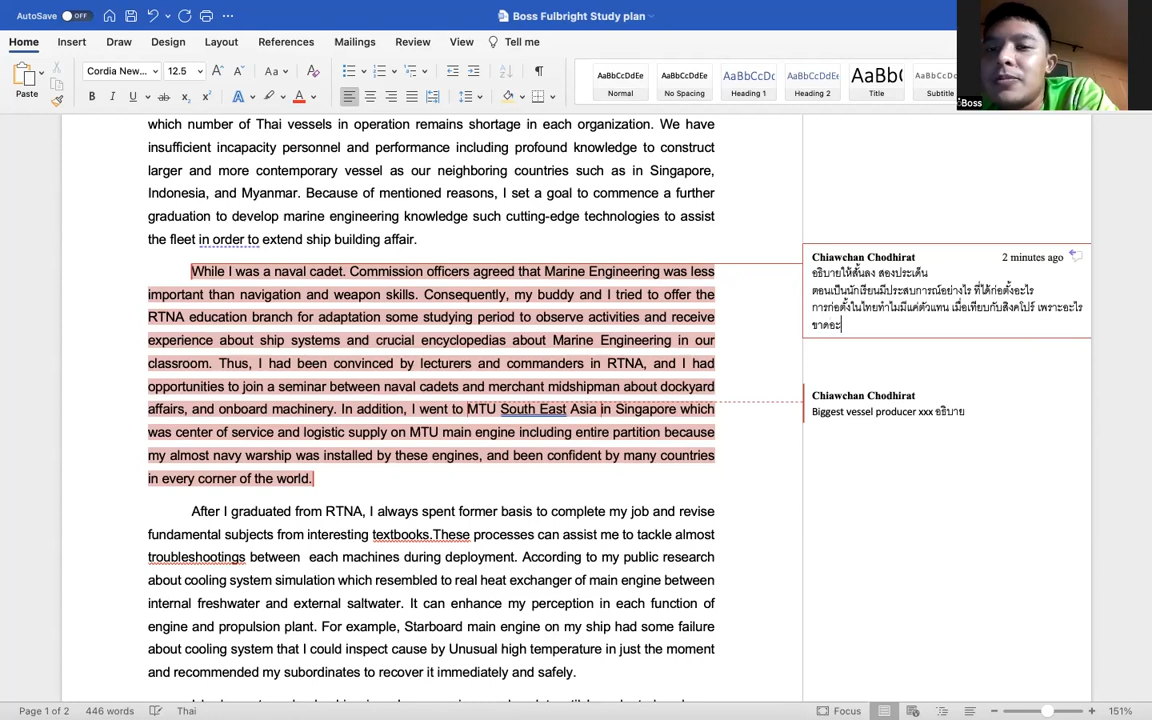 AutoSave OFF Boss Fulbright Study plan
Home Insert Draw Design Layout References Mailings Review View Tell me
Paste Cordia New... 12.5 Aa
AaBbCcDdEe AaBbCcDdEe AaBbCcDc AaBbCcDdEe AaBb( AaBbCcDdEe
Normal No Spacing Heading 1 Heading 2 Title Subtitle
Boss
which number of Thai vessels in operation remains shortage in each organization. We have
insufficient incapacity personnel and performance including profound knowledge to construct
larger and more contemporary vessel as our neighboring countries such as in Singapore,
Indonesia, and Myanmar. Because of mentioned reasons, I set a goal to commence a further
graduation to develop marine engineering knowledge such cutting-edge technologies to assist
the fleet in order to extend ship building affair.
While I was a naval cadet. Commission officers agreed that Marine Engineering was less
important than navigation and weapon skills. Consequently, my buddy and I tried to offer the
RTNA education branch for adaptation some studying period to observe activities and receive
experience about ship systems and crucial encyclopedias about Marine Engineering in our
classroom. Thus, I had been convinced by lecturers and commanders in RTNA, and I had
opportunities to join a seminar between naval cadets and merchant midshipman about dockyard
affairs, and onboard machinery. In addition, I went to MTU South East Asia in Singapore which
was center of service and logistic supply on MTU main engine including entire partition because
my almost navy warship was installed by these engines, and been confident by many countries
in every corner of the world.
After I graduated from RTNA, I always spent former basis to complete my job and revise
fundamental subjects from interesting textbooks.These processes can assist me to tackle almost
troubleshootings between each machines during deployment. According to my public research
about cooling system simulation which resembled to real heat exchanger of main engine between
internal freshwater and external saltwater. It can enhance my perception in each function of
engine and propulsion plant. For example, Starboard main engine on my ship had some failure
about cooling system that I could inspect cause by Unusual high temperature in just the moment
and recommended my subordinates to recover it immediately and safely.
Chiawchan Chodhirat 2 minutes ago
อธิบายให้สั้นลง สองประเด็น
ตอนเป็นนักเรียนมีประสบการณ์อย่างไร ที่ได้ก่อตั้งอะไร
การก่อตั้งในไทยทำไมมีแค่ตัวแทน เมื่อเทียบกับสิงคโปร์ เพราะอะไร
ขาดอะ
Chiawchan Chodhirat
Biggest vessel producer xxx อธิบาย
Page 1 of 2 446 words Thai Focus 151%